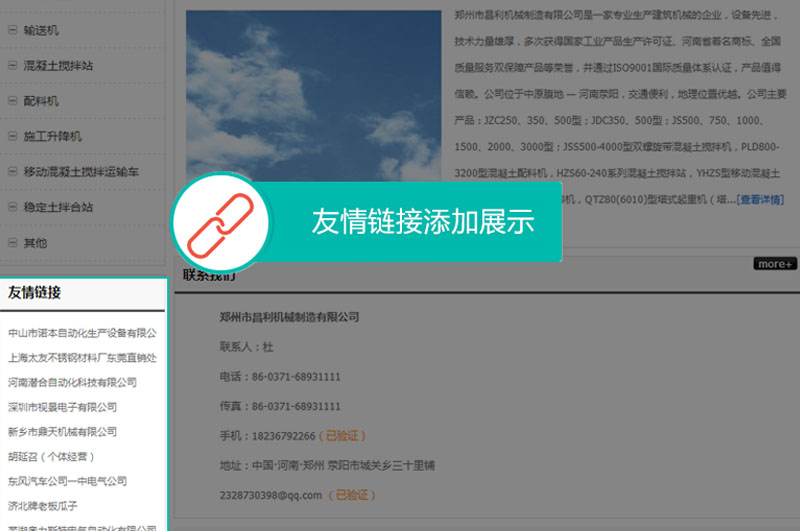 输送机
混凝土搅拌站
配料机
施工升降机
移动混凝土搅拌运输车
稳定土拌合站
其他
友情链接
中山市诺本自动化生产设备有限公
上海太友不锈钢材料厂东莞直销处
河南潜合自动化科技有限公司
深圳市视景电子有限公司
新乡市鼎天机械有限公司
胡延召（个体经营）
东风汽车公司一中电气公司
济北牌老板瓜子
芜湖奥力斯特电气自动化有限公司
郑州市昌利机械制造有限公司是一家专业生产建筑机械的企业，设备先进，
技术力量雄厚，多次获得国家工业产品生产许可证、河南省著名商标、全国
质量服务双保障产品等荣誉，并通过ISO9001国际质量体系认证，产品值得
信赖。公司位于中原腹地 — 河南荥阳，交通便利，地理位置优越。公司主要
产品：JZC250、350、500型；JDC350、500型；JS500、750、1000、
1500、2000、3000型；JSS500-4000型双螺旋带混凝土搅拌机，PLD800-
3200型混凝土配料机，HZS60-240系列混凝土搅拌站，YHZS型移动混凝土
机，QTZ80(6010)型塔式起重机（塔...[查看详情]
友情链接添加展示
联系我们
more+
郑州市昌利机械制造有限公司
联系人：杜
电话：86-0371-68931111
传真：86-0371-68931111
手机：18236792266（已验证）
地址：中国·河南·郑州 荥阳市城关乡三十里铺
2328730398@qq.com （已验证）